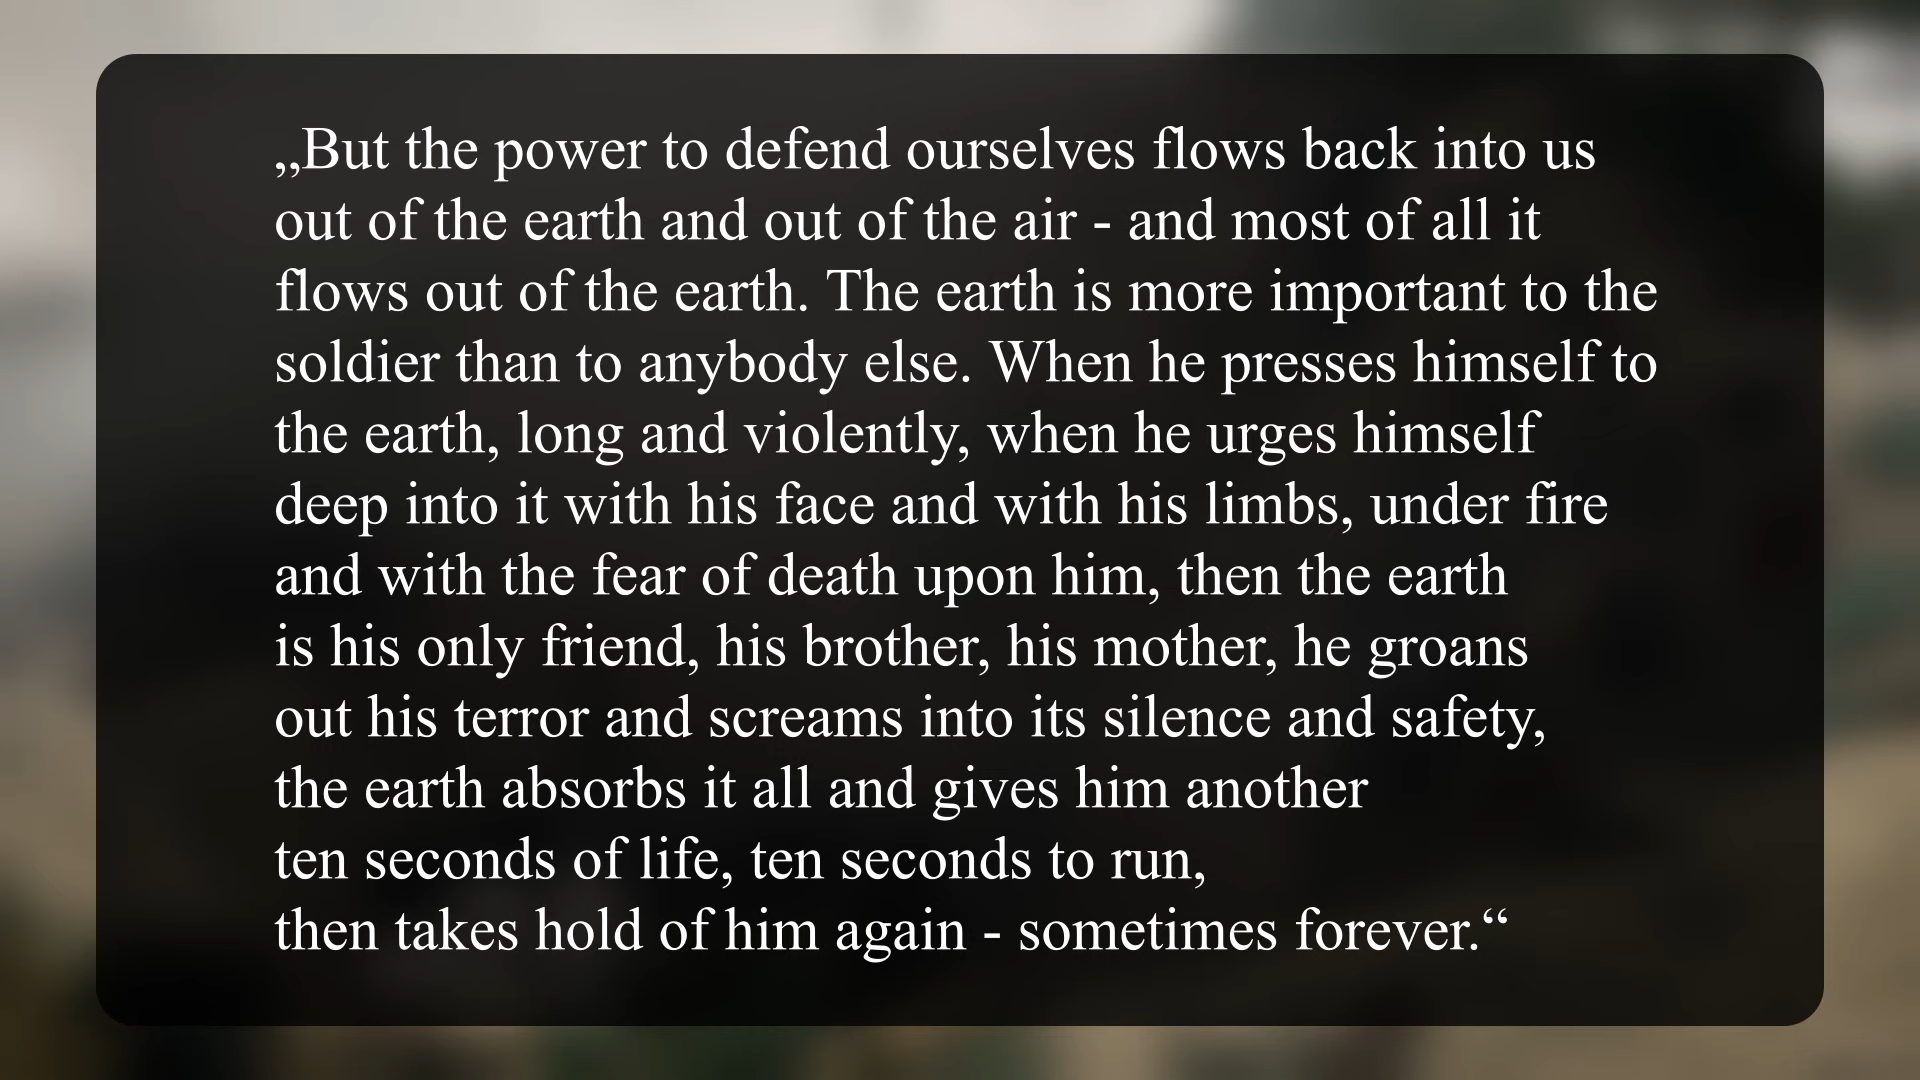 „But the power to defend ourselves flows back into us
out of the earth and out of the air - and most of all it
flows out of the earth. The earth is more important to the
soldier than to anybody else. When he presses himself to
the earth, long and violently, when he urges himself
deep into it with his face and with his limbs, under fire
and with the fear of death upon him, then the earth
is his only friend, his brother, his mother, he groans
out his terror and screams into its silence and safety,
the earth absorbs it all and gives him another
ten seconds of life, ten seconds to run,
then takes hold of him again - sometimes forever.“